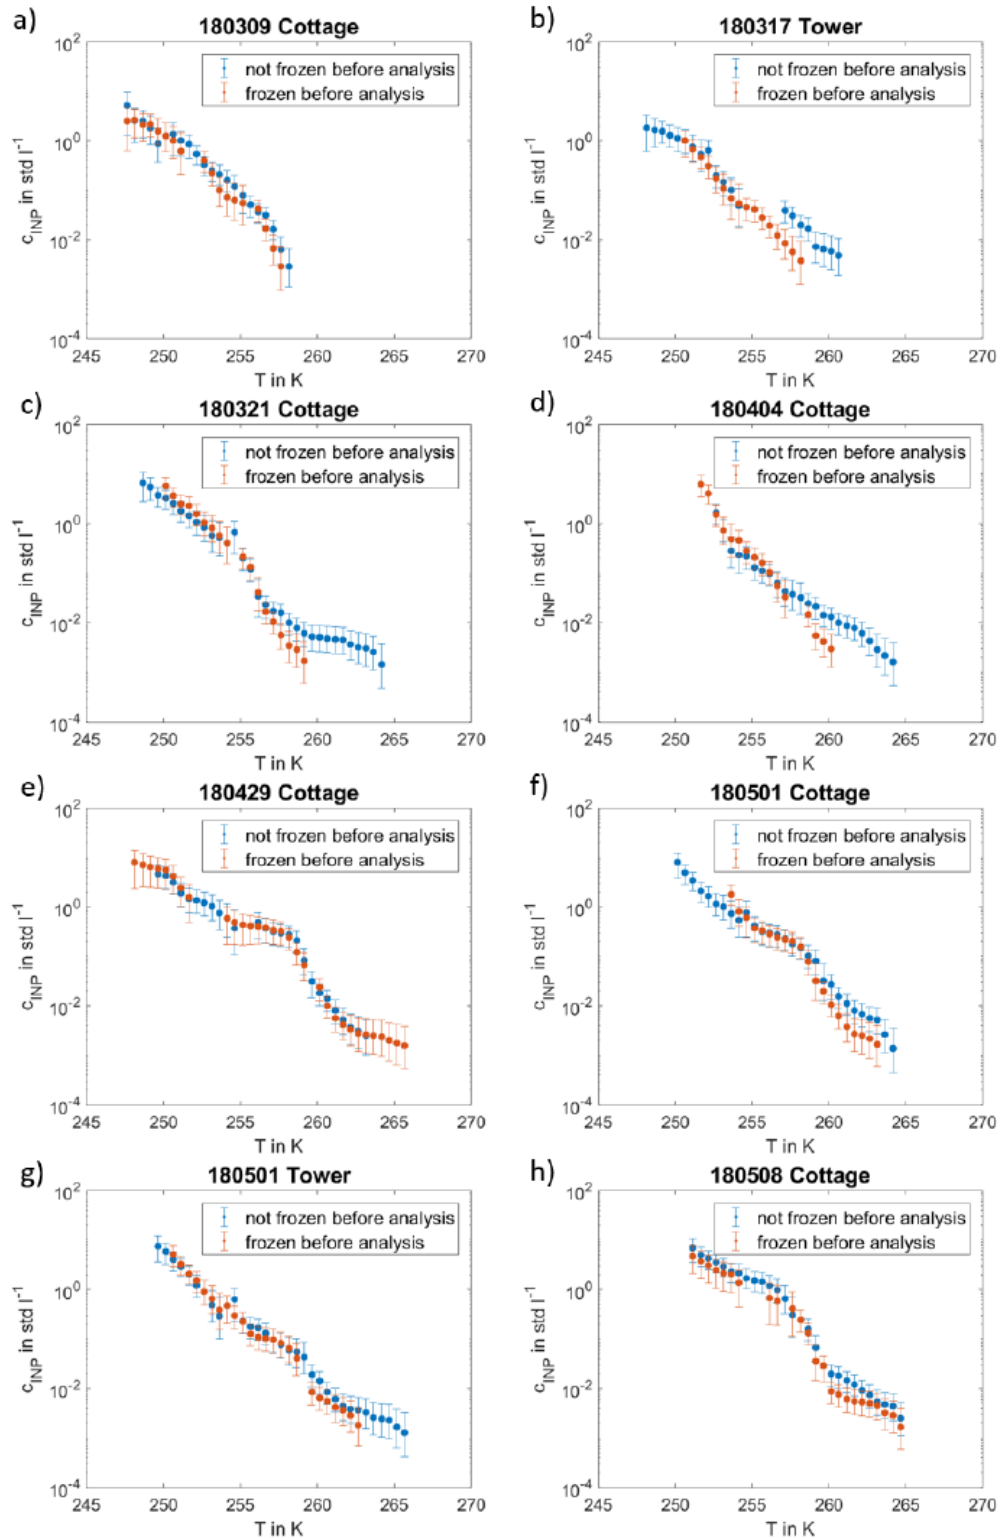 a)
180309 Cottage
10²
not frozen before analysis
frozen before analysis
10⁰
10⁻²
10⁻⁴
c_INP in std l⁻¹
245 250 255 260 265 270
T in K
b)
180317 Tower
10²
not frozen before analysis
frozen before analysis
10⁰
10⁻²
10⁻⁴
c_INP in std l⁻¹
245 250 255 260 265 270
T in K
c)
180321 Cottage
10²
not frozen before analysis
frozen before analysis
10⁰
10⁻²
10⁻⁴
c_INP in std l⁻¹
245 250 255 260 265 270
T in K
d)
180404 Cottage
10²
not frozen before analysis
frozen before analysis
10⁰
10⁻²
10⁻⁴
c_INP in std l⁻¹
245 250 255 260 265 270
T in K
e)
180429 Cottage
10²
not frozen before analysis
frozen before analysis
10⁰
10⁻²
10⁻⁴
c_INP in std l⁻¹
245 250 255 260 265 270
T in K
f)
180501 Cottage
10²
not frozen before analysis
frozen before analysis
10⁰
10⁻²
10⁻⁴
c_INP in std l⁻¹
245 250 255 260 265 270
T in K
g)
180501 Tower
10²
not frozen before analysis
frozen before analysis
10⁰
10⁻²
10⁻⁴
c_INP in std l⁻¹
245 250 255 260 265 270
T in K
h)
180508 Cottage
10²
not frozen before analysis
frozen before analysis
10⁰
10⁻²
10⁻⁴
c_INP in std l⁻¹
245 250 255 260 265 270
T in K